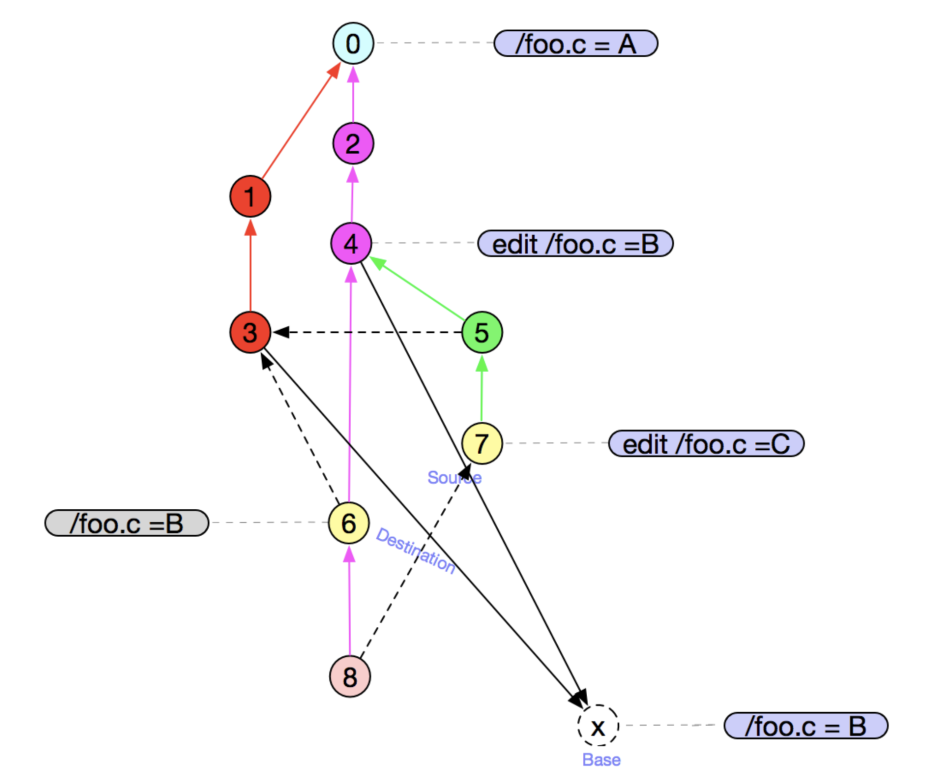 0
/foo.c = A
2
1
4
edit /foo.c =B
3
5
7
edit /foo.c =C
Source
/foo.c =B
6
Destination
8
x
/foo.c = B
Base